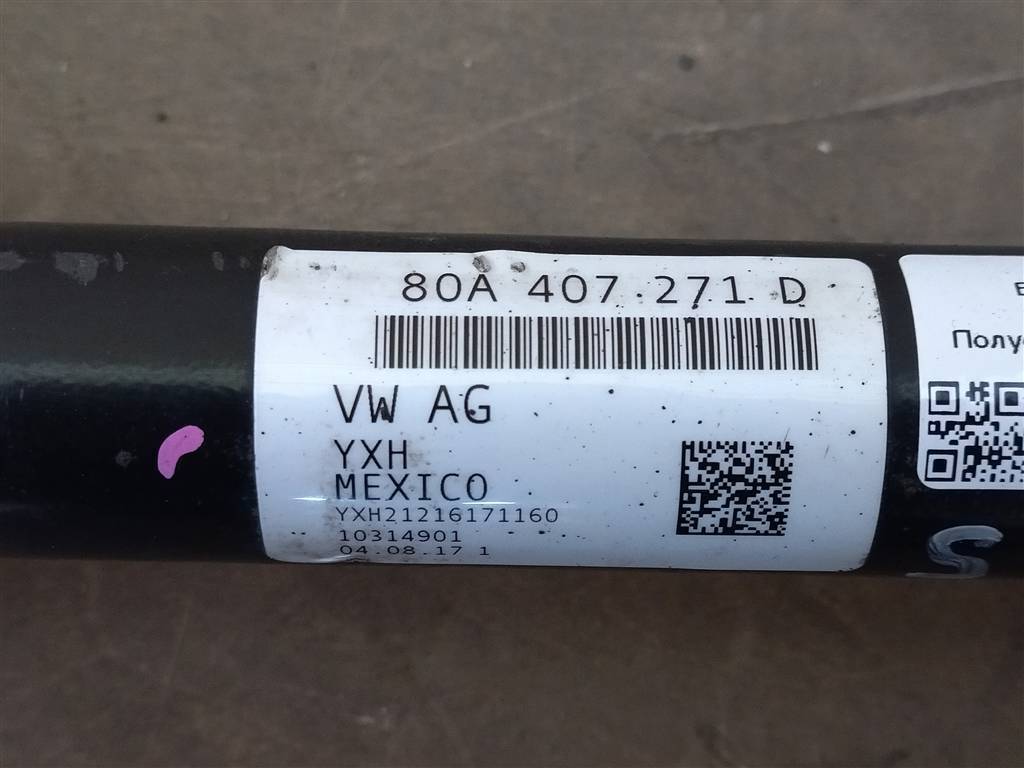 80A 407 271 D
VW AG
YXH
MEXICO
YXH21216171160
10314901
04.08.17 1
S